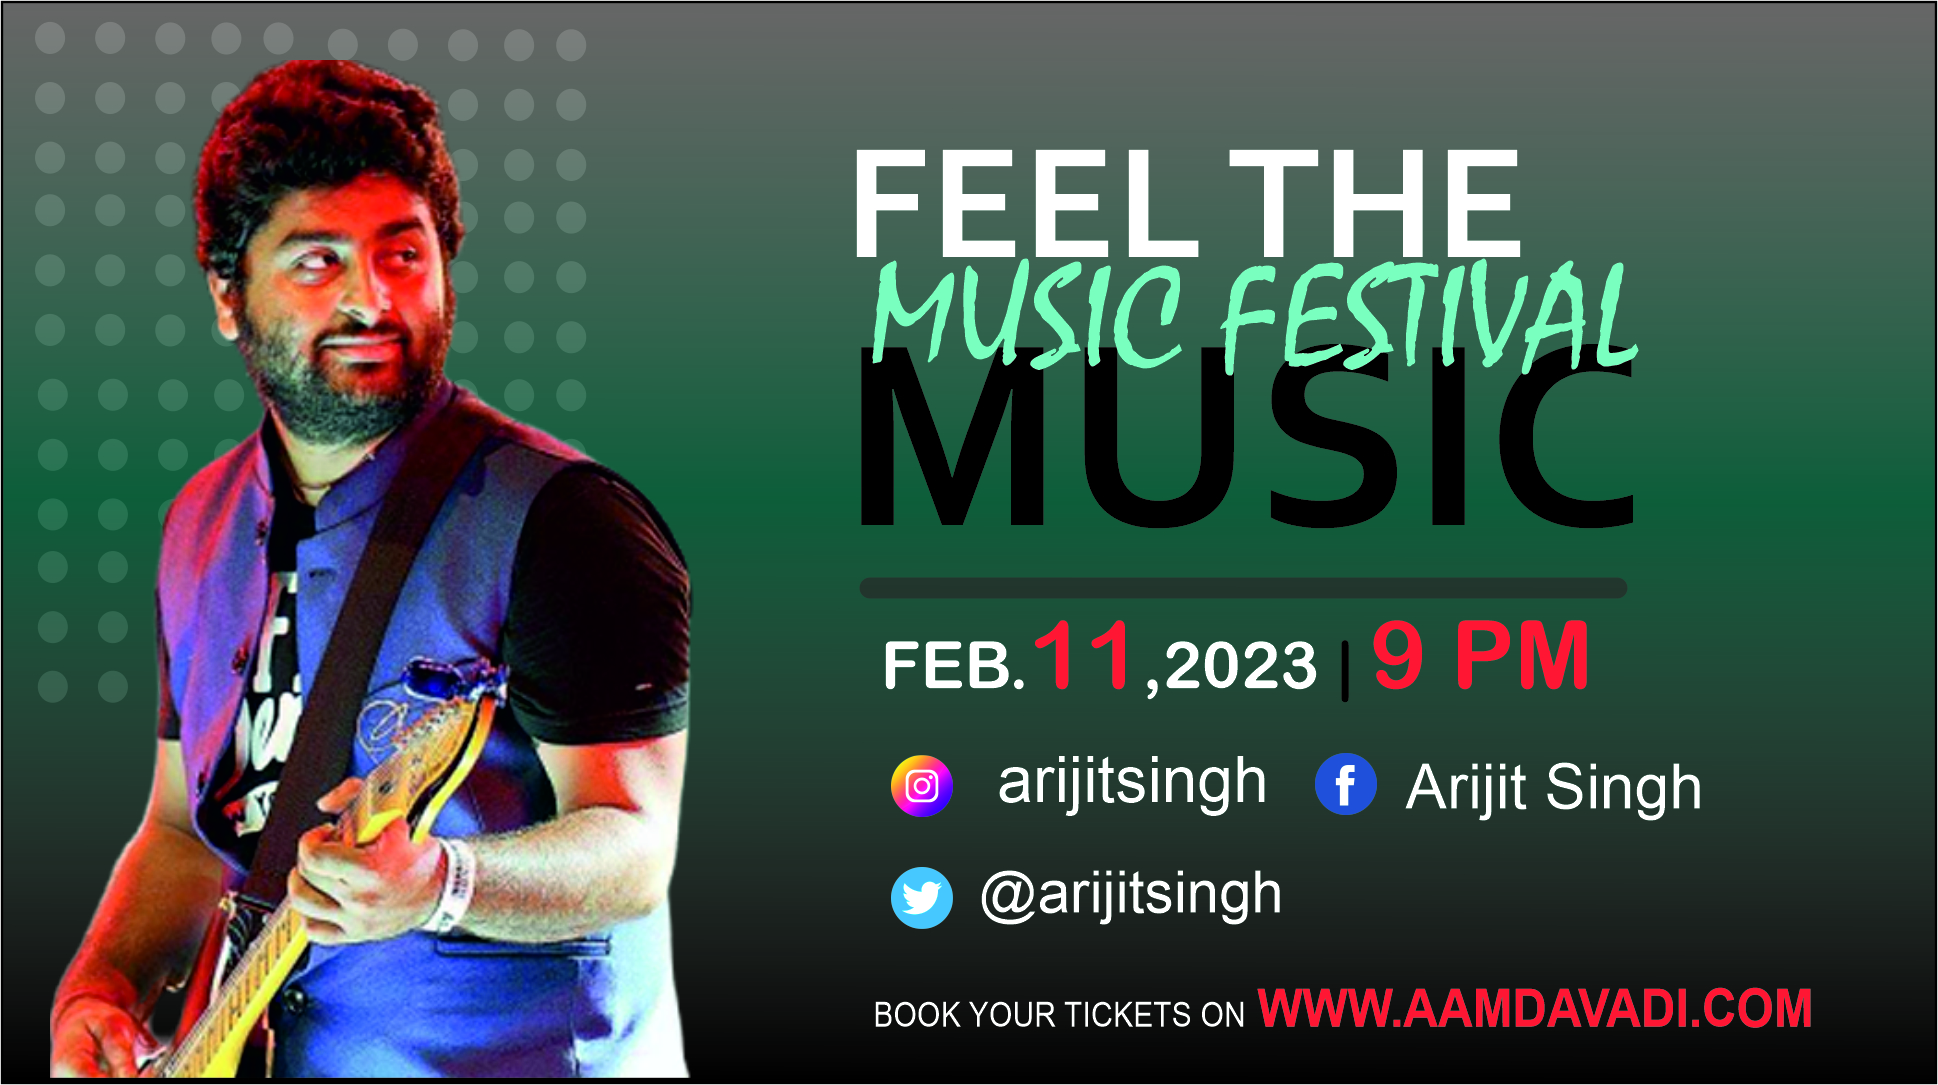 FEEL THE
MUSIC FESTIVAL
MUSIC
FEB.11,2023 | 9 PM
arijitsingh Arijit Singh
@arijitsingh
BOOK YOUR TICKETS ON WWW.AAMDAVADI.COM